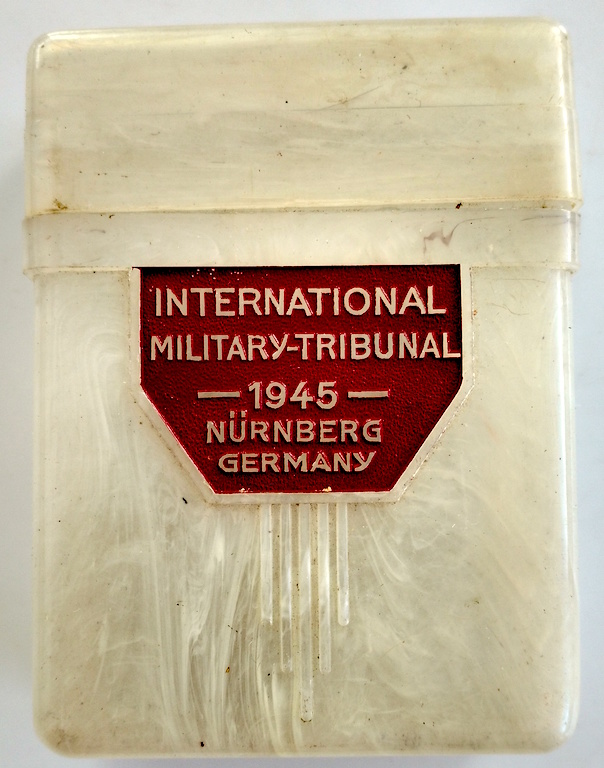 INTERNATIONAL
MILITARY-TRIBUNAL
— 1945 —
NÜRNBERG
GERMANY